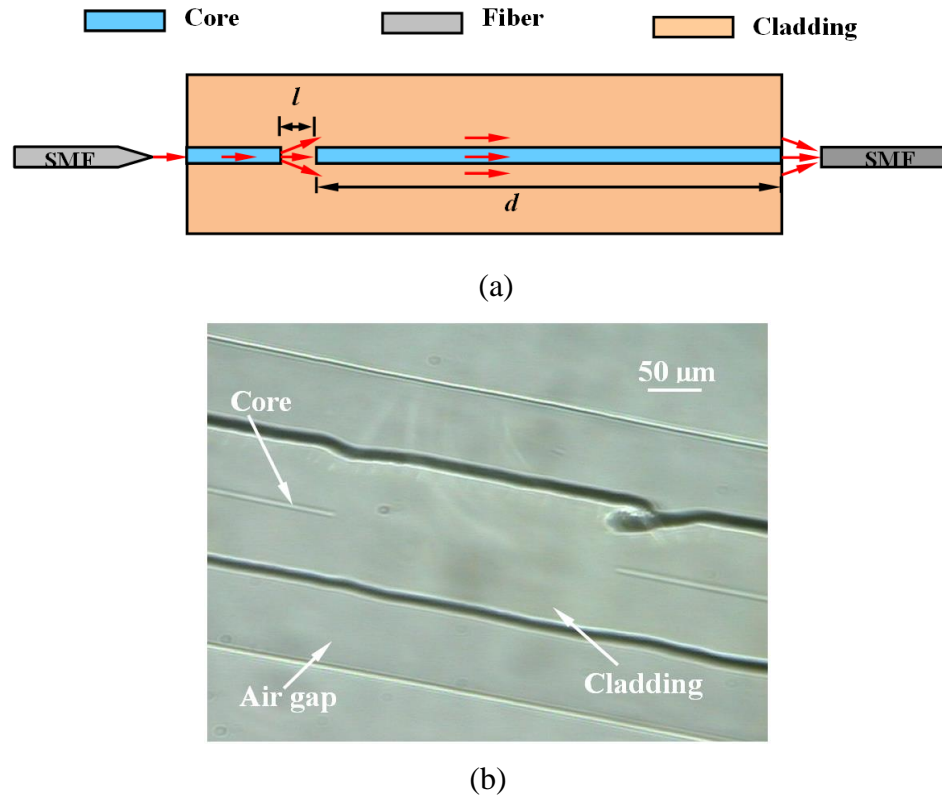 Core Fiber Cladding
l
SMF SMF
d
(a)
50 μm
Core
Air gap
Cladding
(b)